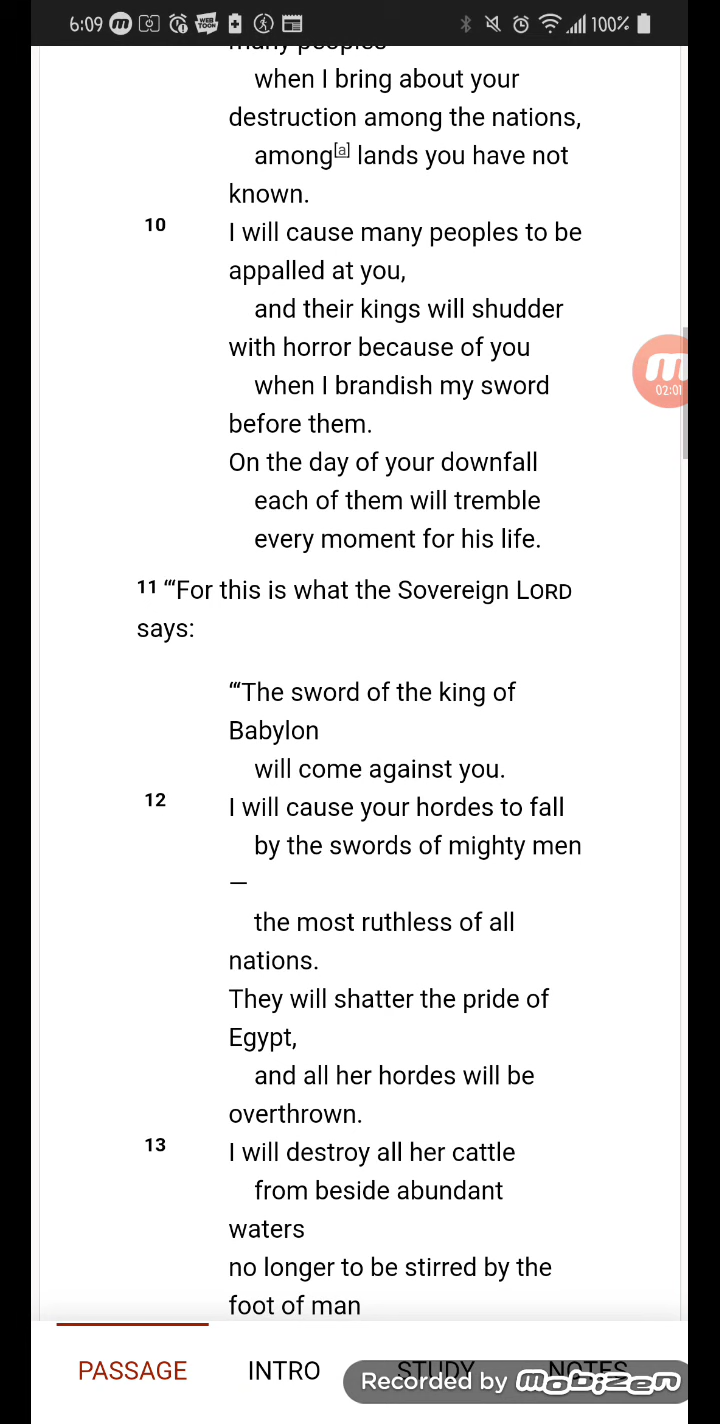 6:09
WEB
TOON
100%
many peoples
when I bring about your
destruction among the nations,
among[a] lands you have not
known.
10 I will cause many peoples to be
appalled at you,
and their kings will shudder
with horror because of you
when I brandish my sword
before them.
On the day of your downfall
each of them will tremble
every moment for his life.
02:01
11 “‘For this is what the Sovereign LORD
says:
“‘The sword of the king of
Babylon
will come against you.
12 I will cause your hordes to fall
by the swords of mighty men
—
the most ruthless of all
nations.
They will shatter the pride of
Egypt,
and all her hordes will be
overthrown.
13 I will destroy all her cattle
from beside abundant
waters
no longer to be stirred by the
foot of man
PASSAGE INTRO STUDY NOTES
Recorded by mobizen